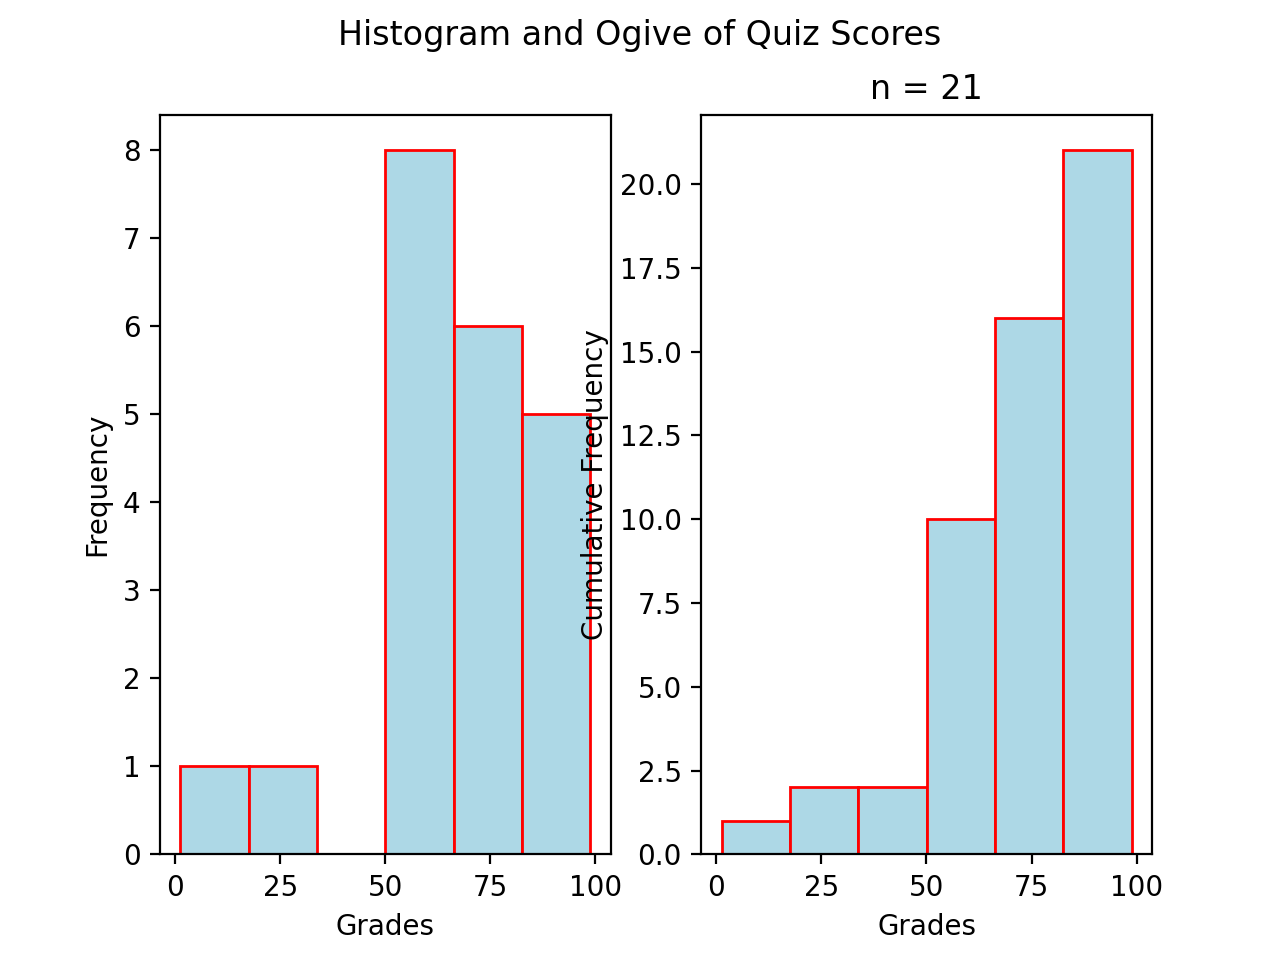 Histogram and Ogive of Quiz Scores
Frequency
8
7
6
5
4
3
2
1
0
0 25 50 75 100
Grades
n = 21
Cumulative Frequency
20.0
17.5
15.0
12.5
10.0
7.5
5.0
2.5
0.0
0 25 50 75 100
Grades